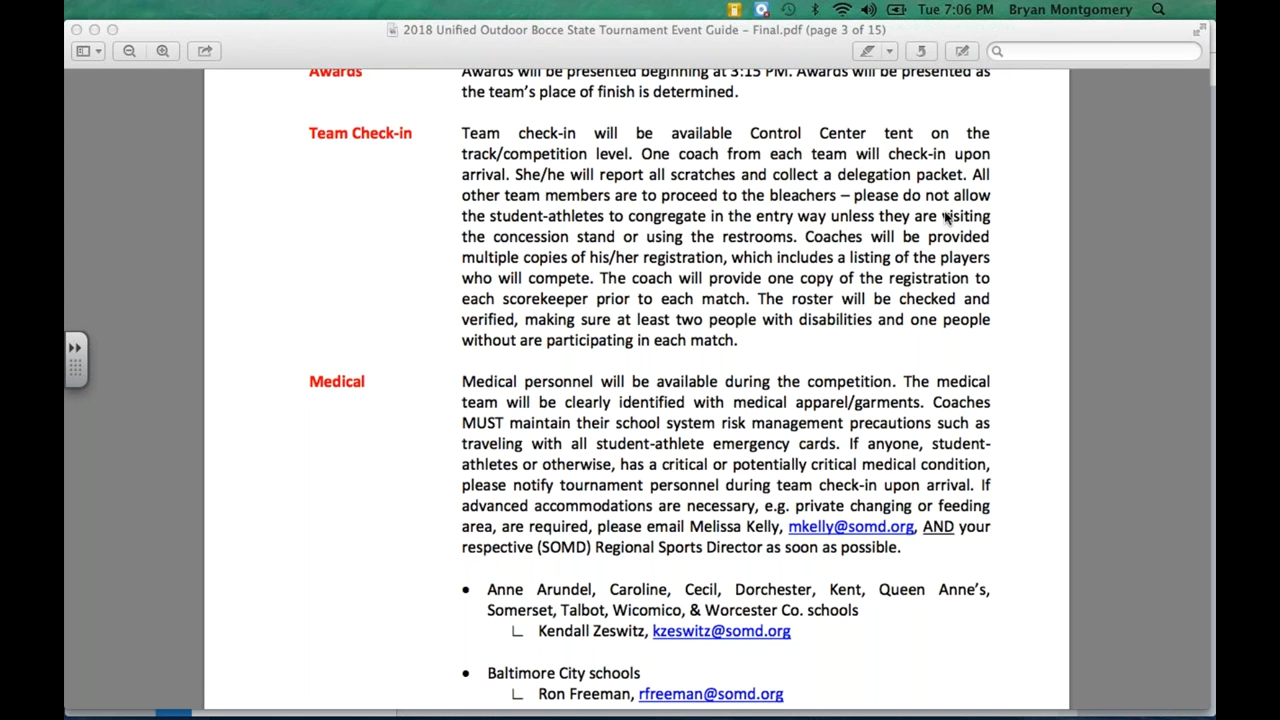 Tue 7:06 PM Bryan Montgomery
2018 Unified Outdoor Bocce State Tournament Event Guide – Final.pdf (page 3 of 15)
Awards Awards will be presented beginning at 3:15 PM. Awards will be presented as
the team's place of finish is determined.
Team Check-in Team check-in will be available Control Center tent on the
track/competition level. One coach from each team will check-in upon
arrival. She/he will report all scratches and collect a delegation packet. All
other team members are to proceed to the bleachers – please do not allow
the student-athletes to congregate in the entry way unless they are visiting
the concession stand or using the restrooms. Coaches will be provided
multiple copies of his/her registration, which includes a listing of the players
who will compete. The coach will provide one copy of the registration to
each scorekeeper prior to each match. The roster will be checked and
verified, making sure at least two people with disabilities and one people
without are participating in each match.
Medical Medical personnel will be available during the competition. The medical
team will be clearly identified with medical apparel/garments. Coaches
MUST maintain their school system risk management precautions such as
traveling with all student-athlete emergency cards. If anyone, student-
athletes or otherwise, has a critical or potentially critical medical condition,
please notify tournament personnel during team check-in upon arrival. If
advanced accommodations are necessary, e.g. private changing or feeding
area, are required, please email Melissa Kelly, mkelly@somd.org, AND your
respective (SOMD) Regional Sports Director as soon as possible.
• Anne Arundel, Caroline, Cecil, Dorchester, Kent, Queen Anne's,
Somerset, Talbot, Wicomico, & Worcester Co. schools
Kendall Zeswitz, kzeswitz@somd.org
• Baltimore City schools
Ron Freeman, rfreeman@somd.org